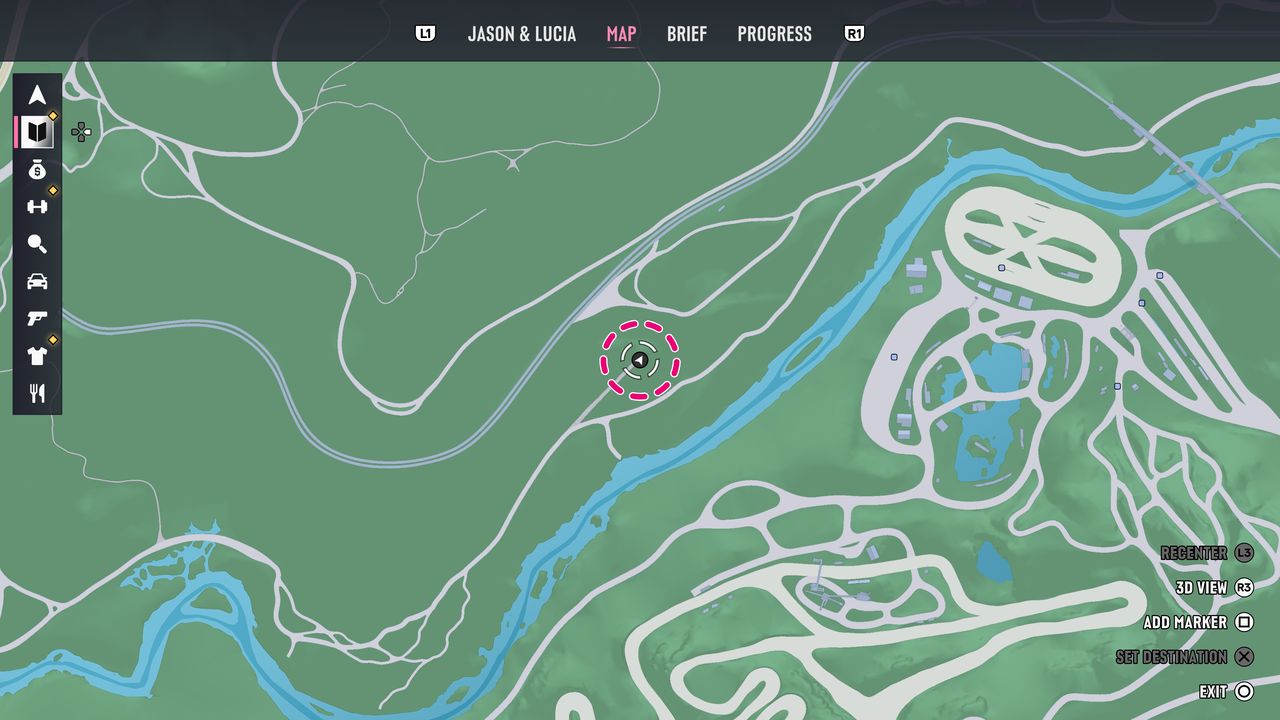 L1 JASON & LUCIA MAP BRIEF PROGRESS R1
$
RECENTER L3
3D VIEW R3
ADD MARKER
SET DESTINATION
EXIT